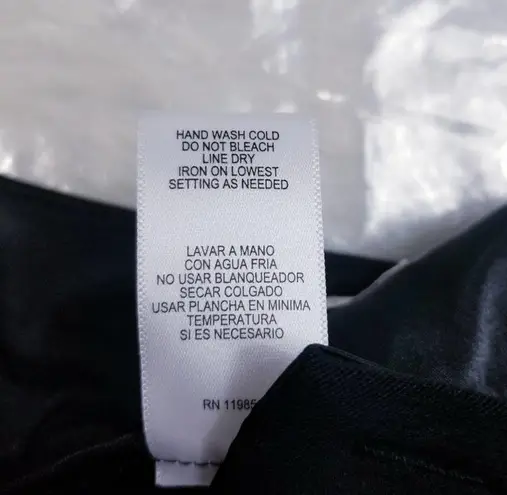 HAND WASH COLD
DO NOT BLEACH
LINE DRY
IRON ON LOWEST
SETTING AS NEEDED
LAVAR A MANO
CON AGUA FRIA
NO USAR BLANQUEADOR
SECAR COLGADO
USAR PLANCHA EN MINIMA
TEMPERATURA
SI ES NECESARIO
RN